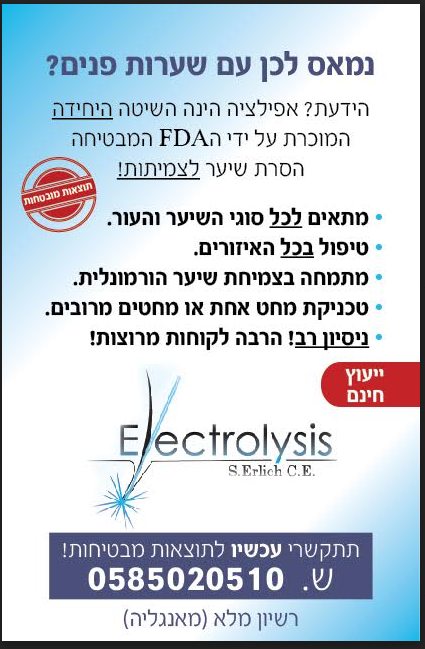 נמאס לכן עם שערות פנים?
הידעת? אפילציה הינה השיטה היחידה
המוכרת על ידי הFDA המבטיחה
הסרת שיער לצמיתות!
תוצאות מובטחות
• מתאים לכל סוגי השיער והעור.
• טיפול בכל האיזורים.
• מתמחה בצמיחת שיער הורמונלית.
• טכניקת מחט אחת או מחטים מרובים.
• ניסיון רב! הרבה לקוחות מרוצות!
ייעוץ
חינם
Electrolysis
S.Erlich C.E.
תתקשרי עכשיו לתוצאות מבטיחות!
ש. 0585020510
רשיון מלא (מאנגליה)